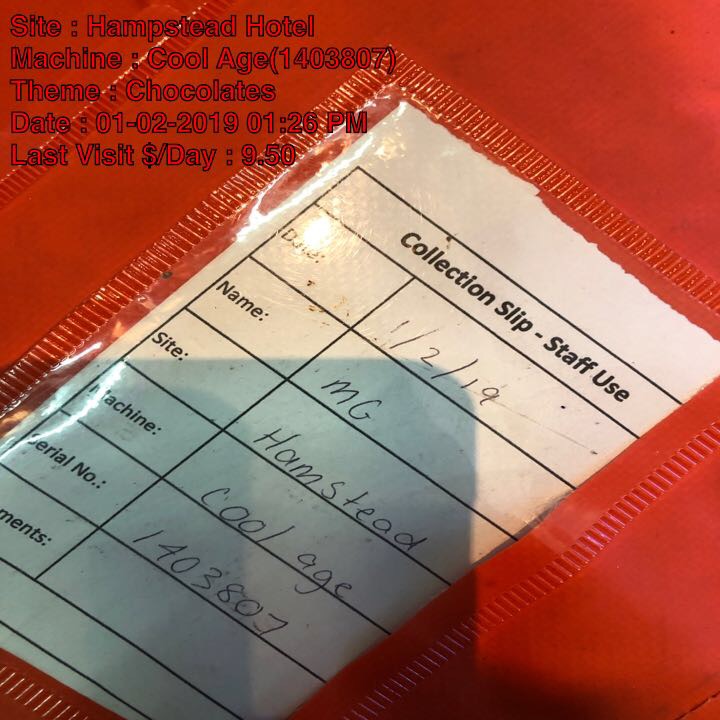 Site : Hampstead Hotel
Machine : Cool Age(1403807)
Theme : Chocolates
Date : 01-02-2019 01:26 PM
Last Visit $/Day : 9.50
Collection Slip - Staff Use
Date: 1/2/19
Name: MG
Site: Hamstead
Machine: Cool age
Serial No.: 1403807
ments: